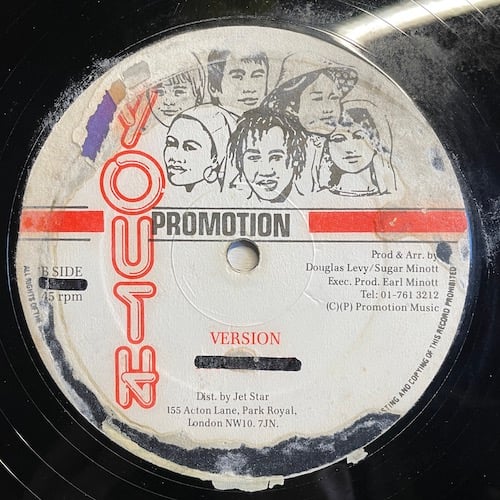 YOUTH
PROMOTION
B SIDE
45 rpm
Prod & Arr. by
Douglas Levy/Sugar Minott
Exec. Prod. Earl Minott
Tel: 01-761 3212
(C)(P) Promotion Music
VERSION
Dist. by Jet Star
155 Acton Lane, Park Royal,
London NW10. 7JN.
ALL RIGHTS OF THE
AND COPYING OF THIS RECORD PROHIBITED